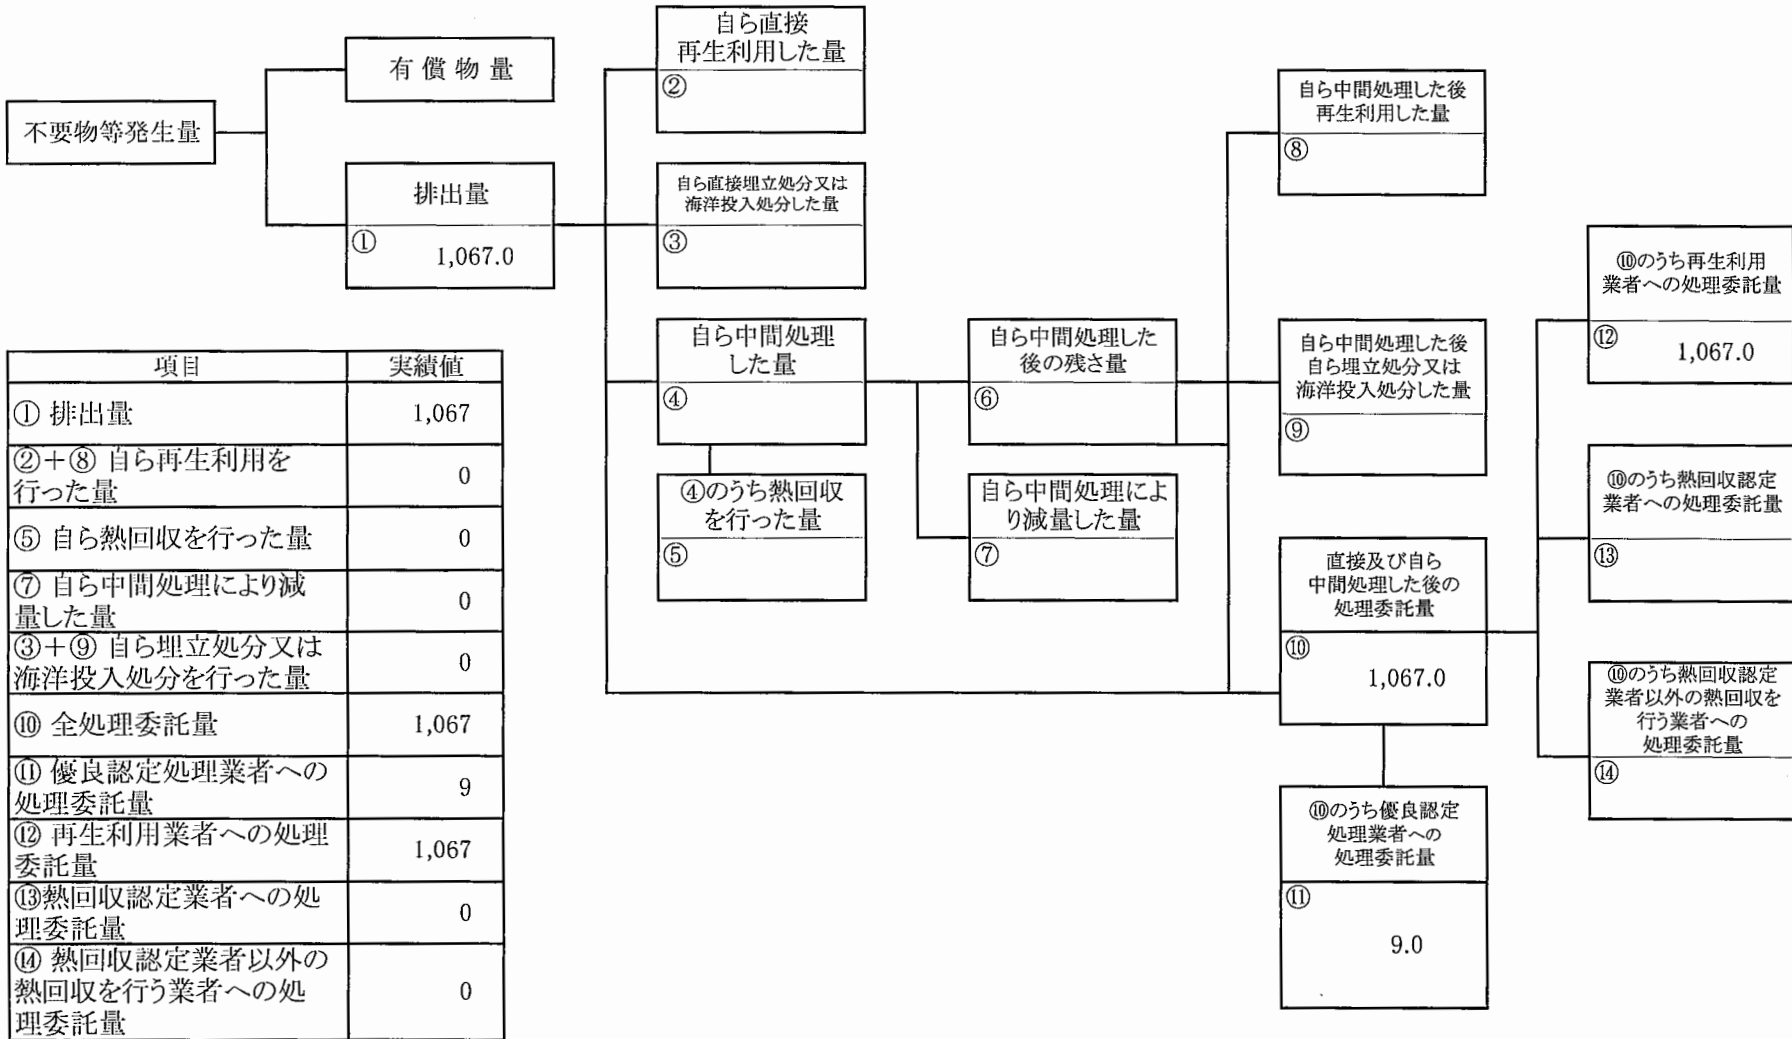 不要物等発生量
有償物量
排出量
①
1,067.0
自ら直接
再生利用した量
②
自ら直接埋立処分又は
海洋投入処分した量
③
自ら中間処理
した量
④
④のうち熱回収
を行った量
⑤
自ら中間処理した
後の残さ量
⑥
自ら中間処理によ
り減量した量
⑦
自ら中間処理した後
再生利用した量
⑧
自ら中間処理した後
自ら埋立処分又は
海洋投入処分した量
⑨
直接及び自ら
中間処理した後の
処理委託量
⑩
1,067.0
⑩のうち優良認定
処理業者への
処理委託量
⑪
9.0
⑩のうち再生利用
業者への処理委託量
⑫
1,067.0
⑩のうち熱回収認定
業者への処理委託量
⑬
⑩のうち熱回収認定
業者以外の熱回収を
行う業者への
処理委託量
⑭
項目 実績値
① 排出量 1,067
②+⑧ 自ら再生利用を
行った量 0
⑤ 自ら熱回収を行った量 0
⑦ 自ら中間処理により減
量した量 0
③+⑨ 自ら埋立処分又は
海洋投入処分を行った量 0
⑩ 全処理委託量 1,067
⑪ 優良認定処理業者への
処理委託量 9
⑫ 再生利用業者への処理
委託量 1,067
⑬熱回収認定業者への処
理委託量 0
⑭ 熱回収認定業者以外の
熱回収を行う業者への処
理委託量 0